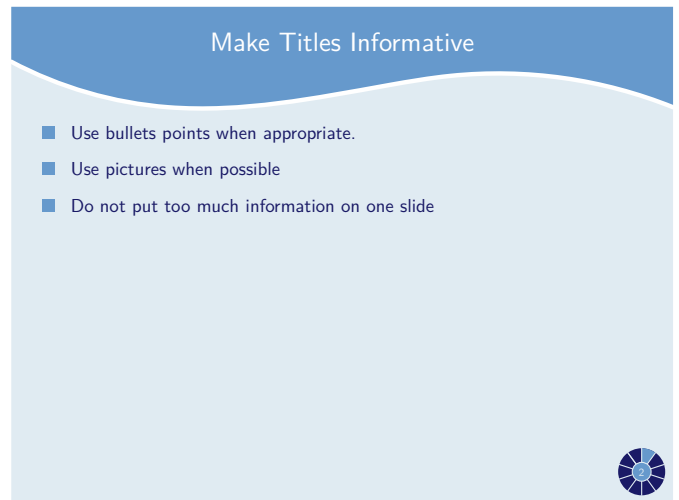 Make Titles Informative
Use bullets points when appropriate.
Use pictures when possible
Do not put too much information on one slide
2